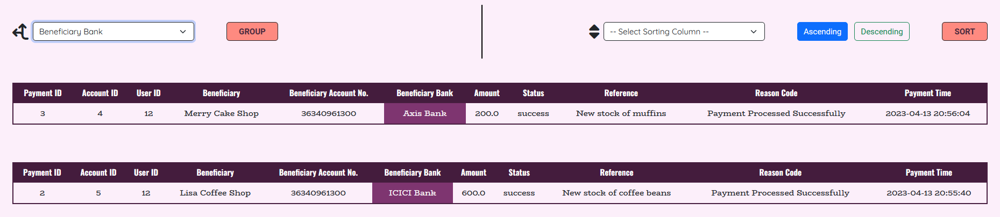 Beneficiary Bank GROUP -- Select Sorting Column -- Ascending Descending SORT
Payment ID Account ID User ID Beneficiary Beneficiary Account No. Beneficiary Bank Amount Status Reference Reason Code Payment Time
3 4 12 Merry Cake Shop 36340961300 Axis Bank 200.0 success New stock of muffins Payment Processed Successfully 2023-04-13 20:56:04
Payment ID Account ID User ID Beneficiary Beneficiary Account No. Beneficiary Bank Amount Status Reference Reason Code Payment Time
2 5 12 Lisa Coffee Shop 36340961300 ICICI Bank 600.0 success New stock of coffee beans Payment Processed Successfully 2023-04-13 20:55:40